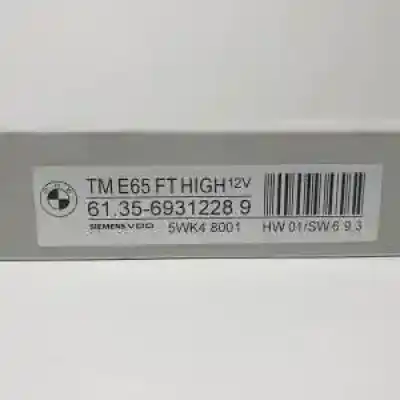 BMW
TM E65 FT HIGH 12V
61.35-6931228 9
SIEMENS VDO 5WK4 8001 HW 01/SW 6 9 3